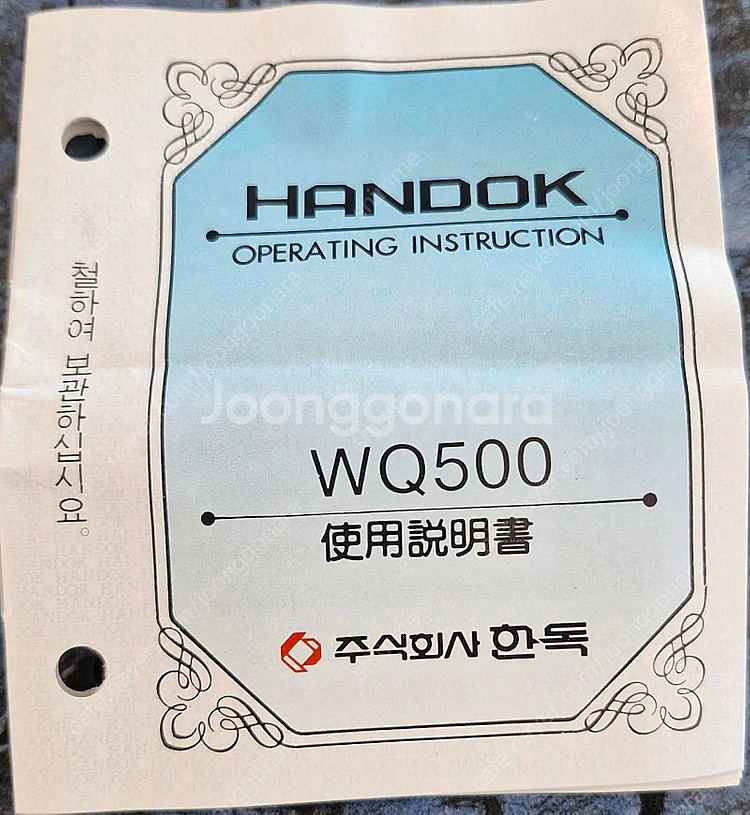 HANDOK
OPERATING INSTRUCTION
철하여 보관하십시요.
Joonggonara
WQ500
使用説明書
주식회사 한독